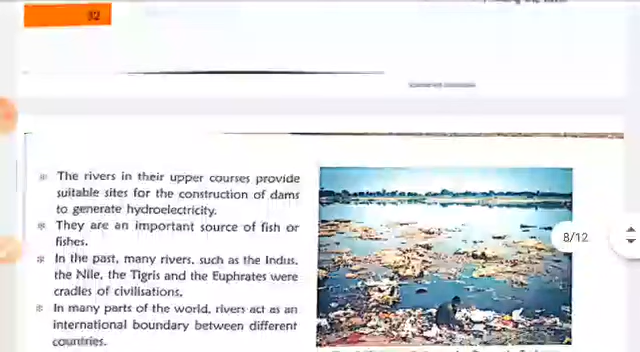 32
The rivers in their upper courses provide
suitable sites for the construction of dams
to generate hydroelectricity.
They are an important source of fish or
fishes.
In the past, many rivers, such as the Indus,
the Nile, the Tigris and the Euphrates were
cradles of civilisations.
In many parts of the world, rivers act as an
international boundary between different
countries.
8/12